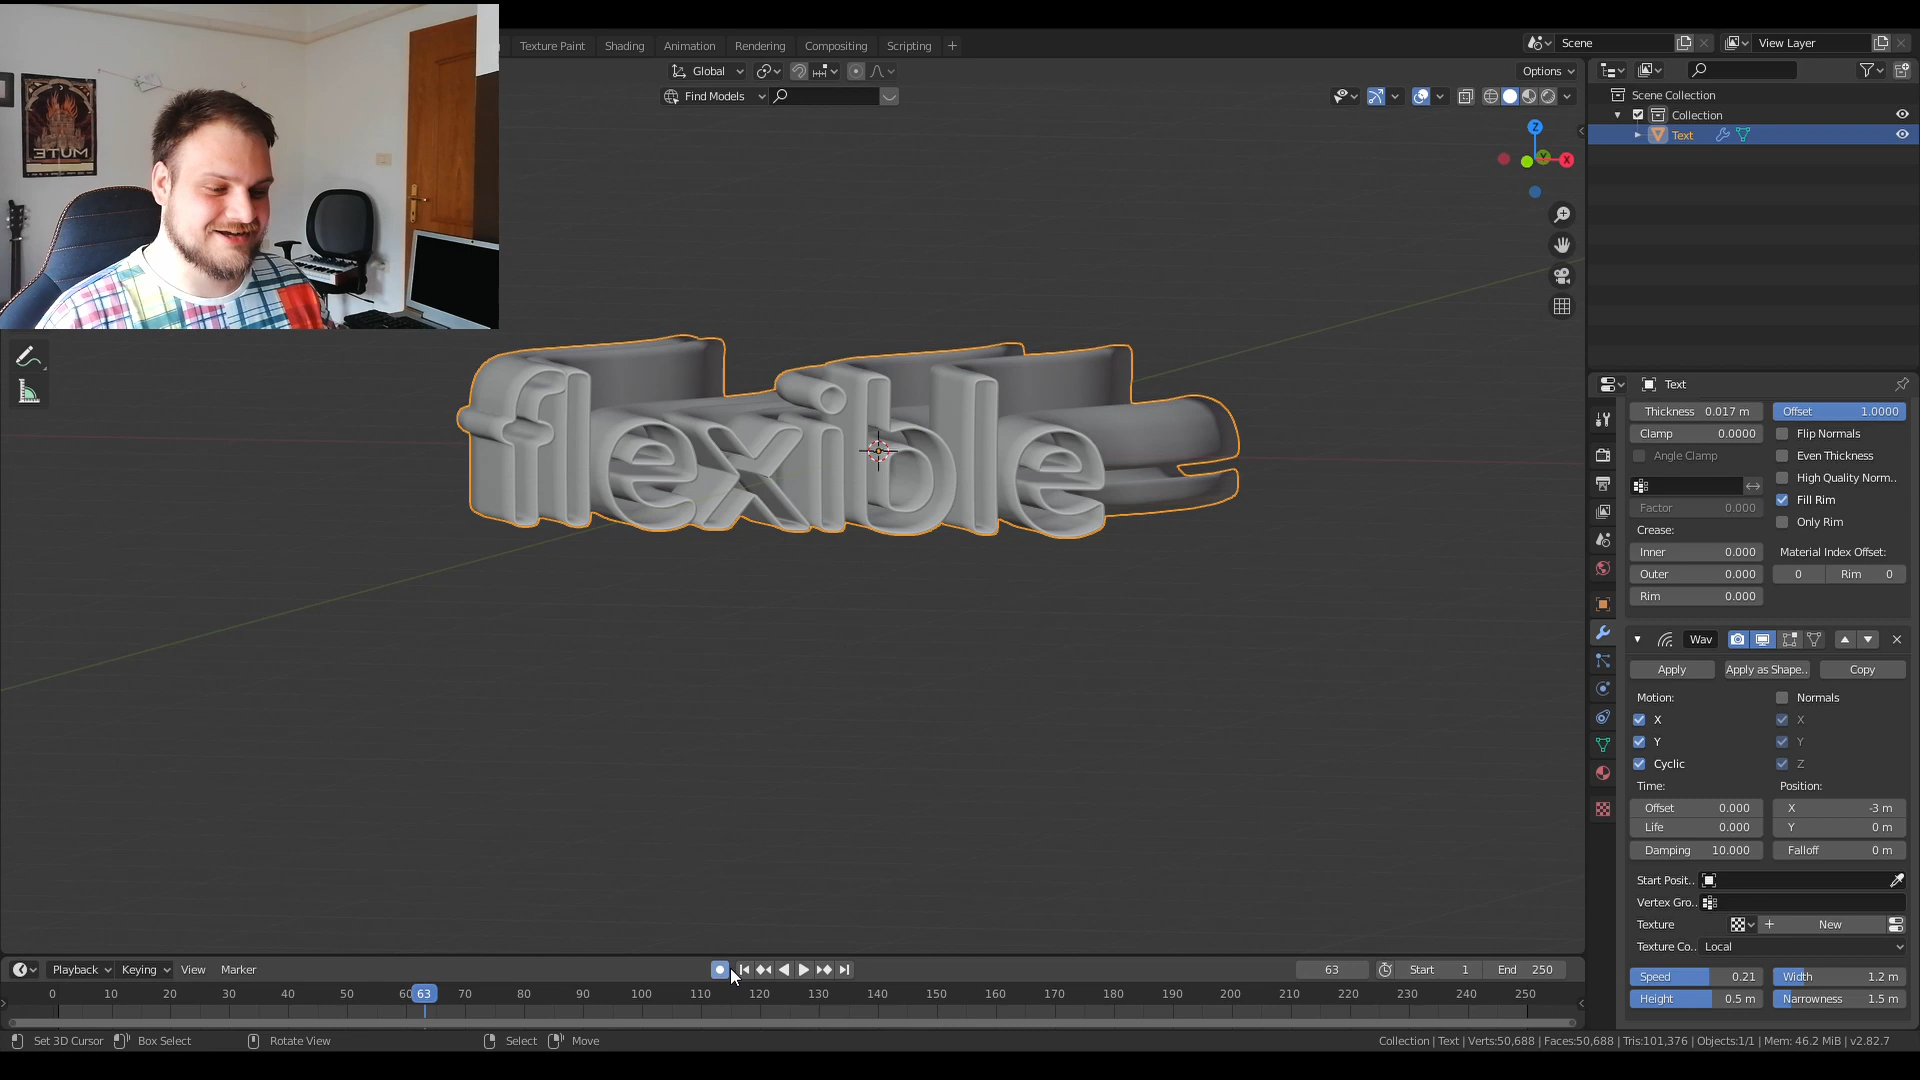 Texture Paint Shading Animation Rendering Compositing Scripting +
Scene View Layer
Global Options
Find Models
Scene Collection
Collection
Text
Z
X
Y
MUTE
flexible
Text
Thickness 0.017 m Offset 1.0000
Clamp 0.0000 Flip Normals
Angle Clamp Even Thickness
High Quality Norm..
Factor 0.000 Fill Rim
Crease: Only Rim
Inner 0.000 Material Index Offset:
Outer 0.000 0 Rim 0
Rim 0.000
Wav
Apply Apply as Shape.. Copy
Motion: Normals
X X
Y Y
Cyclic Z
Time: Position:
Offset 0.000 X -3 m
Life 0.000 Y 0 m
Damping 10.000 Falloff 0 m
Start Posit..
Vertex Gro..
Texture + New
Texture Co.. Local
Speed 0.21 Width 1.2 m
Height 0.5 m Narrowness 1.5 m
Playback Keying View Marker 63 Start 1 End 250
0 10 20 30 40 50 60 63 70 80 90 100 110 120 130 140 150 160 170 180 190 200 210 220 230 240 250
Set 3D Cursor Box Select Rotate View Select Move Collection | Text | Verts:50,688 | Faces:50,688 | Tris:101,376 | Objects:1/1 | Mem: 46.2 MiB | v2.82.7